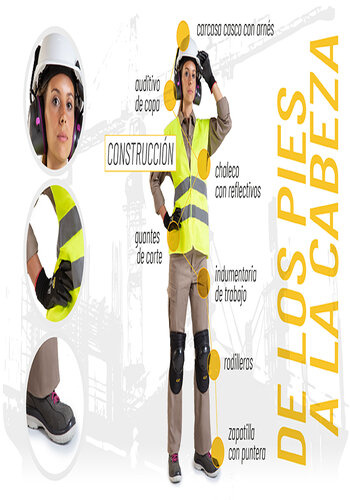 carcasa casco con arnés
auditivo
de copa
CONSTRUCCIÓN
chaleco
con reflectivos
guantes
de corte
indumentaria
de trabajo
rodilleras
zapatilla
con puntera
DE LOS PIES
A LA CABEZA